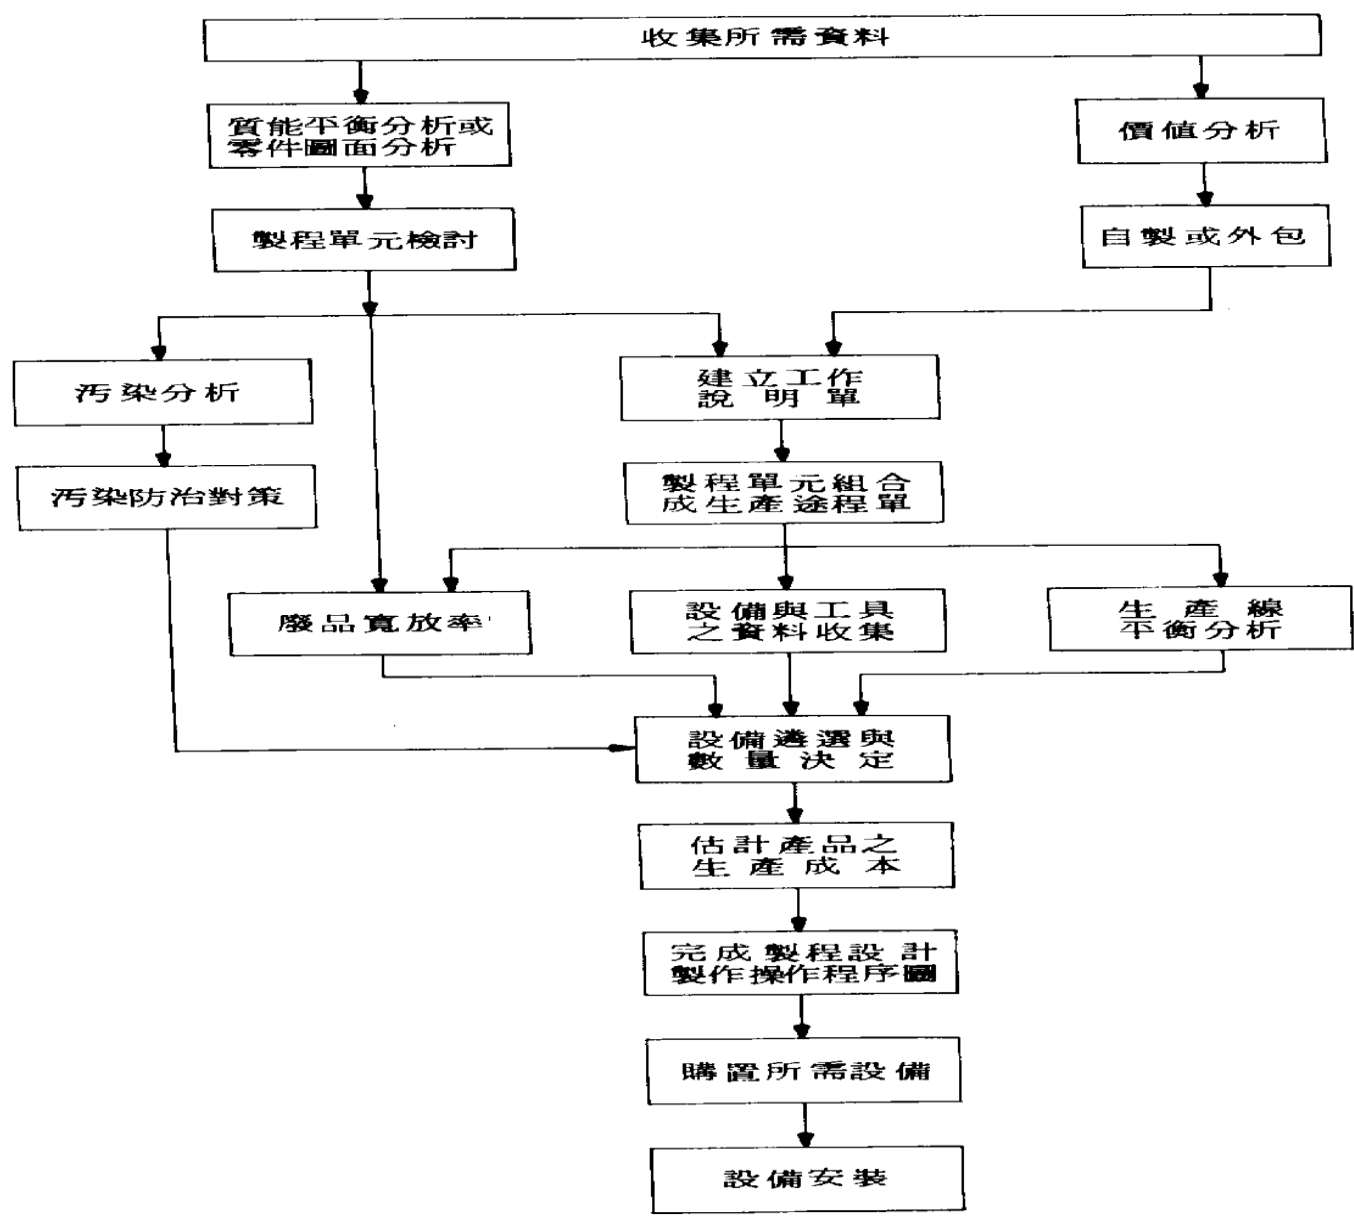 收集所需資料
質能平衡分析或
零件圖面分析
價值分析
製程單元檢討
自製或外包
汚染分析
建立工作
說明單
汚染防治對策
製程單元組合
成生產途程單
廢品寬放率
設備與工具
之資料收集
生產線
平衡分析
設備遴選與
數量決定
估計產品之
生產成本
完成製程設計
製作操作程序圖
購置所需設備
設備安裝